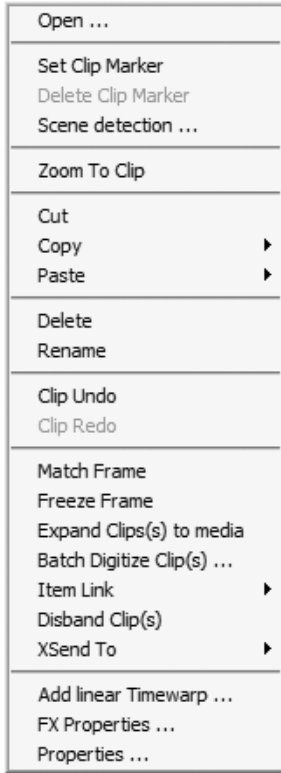 Open ...
Set Clip Marker
Delete Clip Marker
Scene detection ...
Zoom To Clip
Cut
Copy
Paste
Delete
Rename
Clip Undo
Clip Redo
Match Frame
Freeze Frame
Expand Clips(s) to media
Batch Digitize Clip(s) ...
Item Link
Disband Clip(s)
XSend To
Add linear Timewarp ...
FX Properties ...
Properties ...